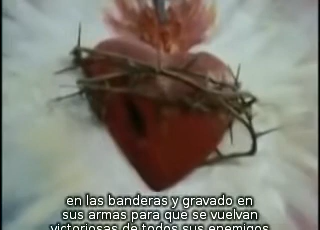 en las banderas y gravado en
sus armas para que se vuelvan
victoriosas de todos sus enemigos